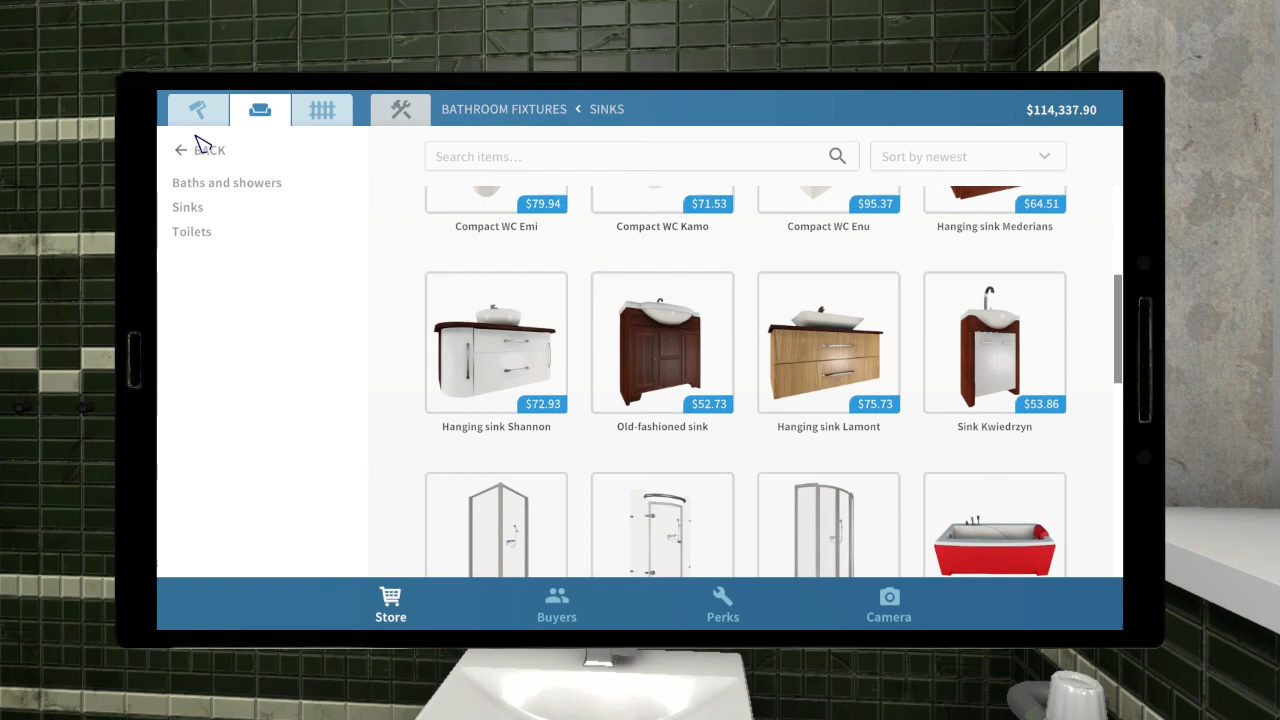 BATHROOM FIXTURES < SINKS
$114,337.90
BACK
Search items...
Sort by newest
Baths and showers
Sinks
Toilets
$79.94
$71.53
$95.37
$64.51
Compact WC Emi
Compact WC Kamo
Compact WC Enu
Hanging sink Mederians
$72.93
$52.73
$75.73
$53.86
Hanging sink Shannon
Old-fashioned sink
Hanging sink Lamont
Sink Kwiedrzyn
Store
Buyers
Perks
Camera